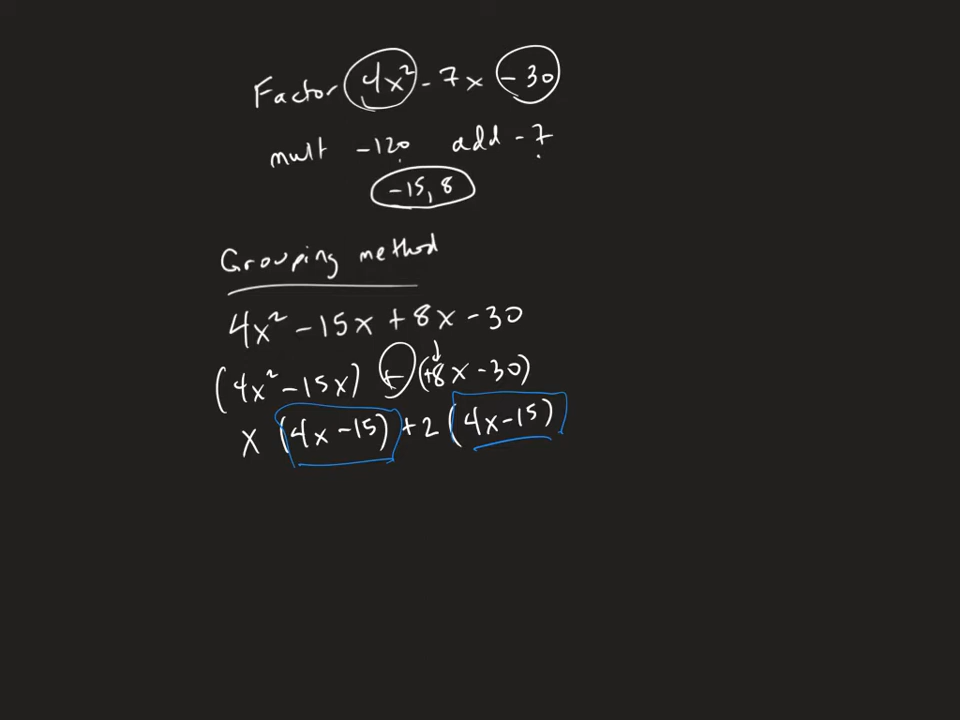 Factor 4x² - 7x - 30
mult -120 add -7
-15, 8
Grouping method
4x² - 15x + 8x - 30
(4x² - 15x) + (+8x - 30)
x (4x - 15) + 2 (4x - 15)